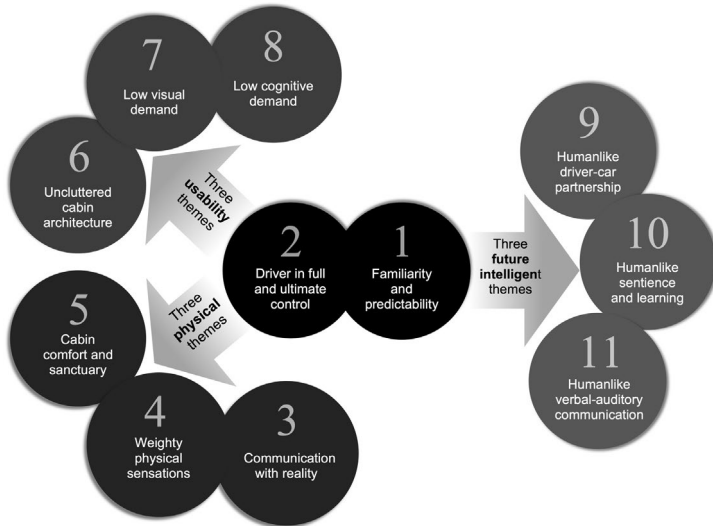 7
Low visual
demand
8
Low cognitive
demand
6
Uncluttered
cabin
architecture
Three
usability
themes
2
Driver in full
and ultimate
control
1
Familiarity
and
predictability
Three
future
intelligent
themes
9
Humanlike
driver-car
partnership
10
Humanlike
sentience
and learning
11
Humanlike
verbal-auditory
communication
Three
physical
themes
5
Cabin
comfort and
sanctuary
4
Weighty
physical
sensations
3
Communication
with reality